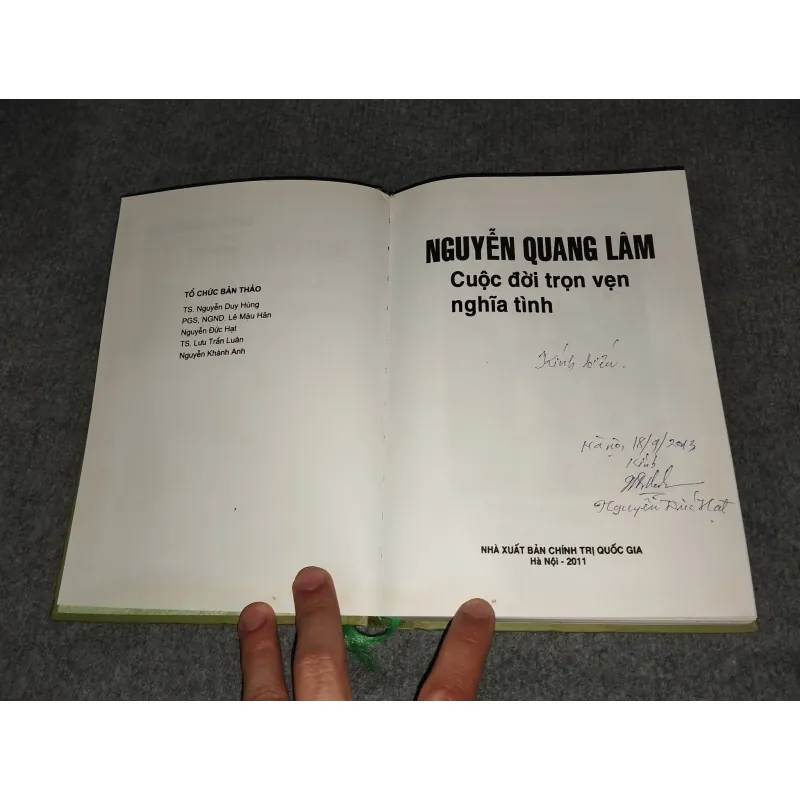 TỔ CHỨC BẢN THẢO
TS. Nguyễn Duy Hùng
PGS, NGND. Lê Mậu Hãn
Nguyễn Đức Hạt
TS. Lưu Trần Luân
Nguyễn Khánh Anh
NGUYỄN QUANG LÂM
Cuộc đời trọn vẹn
nghĩa tình
Kính biếu.
Hà Nội, 18/9/2013
Kính
Nguyễn Đức Hạt
NHÀ XUẤT BẢN CHÍNH TRỊ QUỐC GIA
Hà Nội - 2011